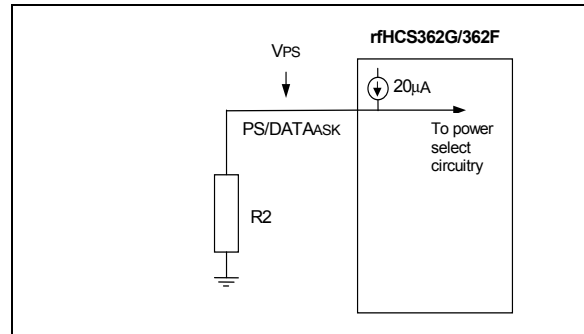 rfHCS362G/362F
VPS
20µA
PS/DATAASK
To power
select
circuitry
R2